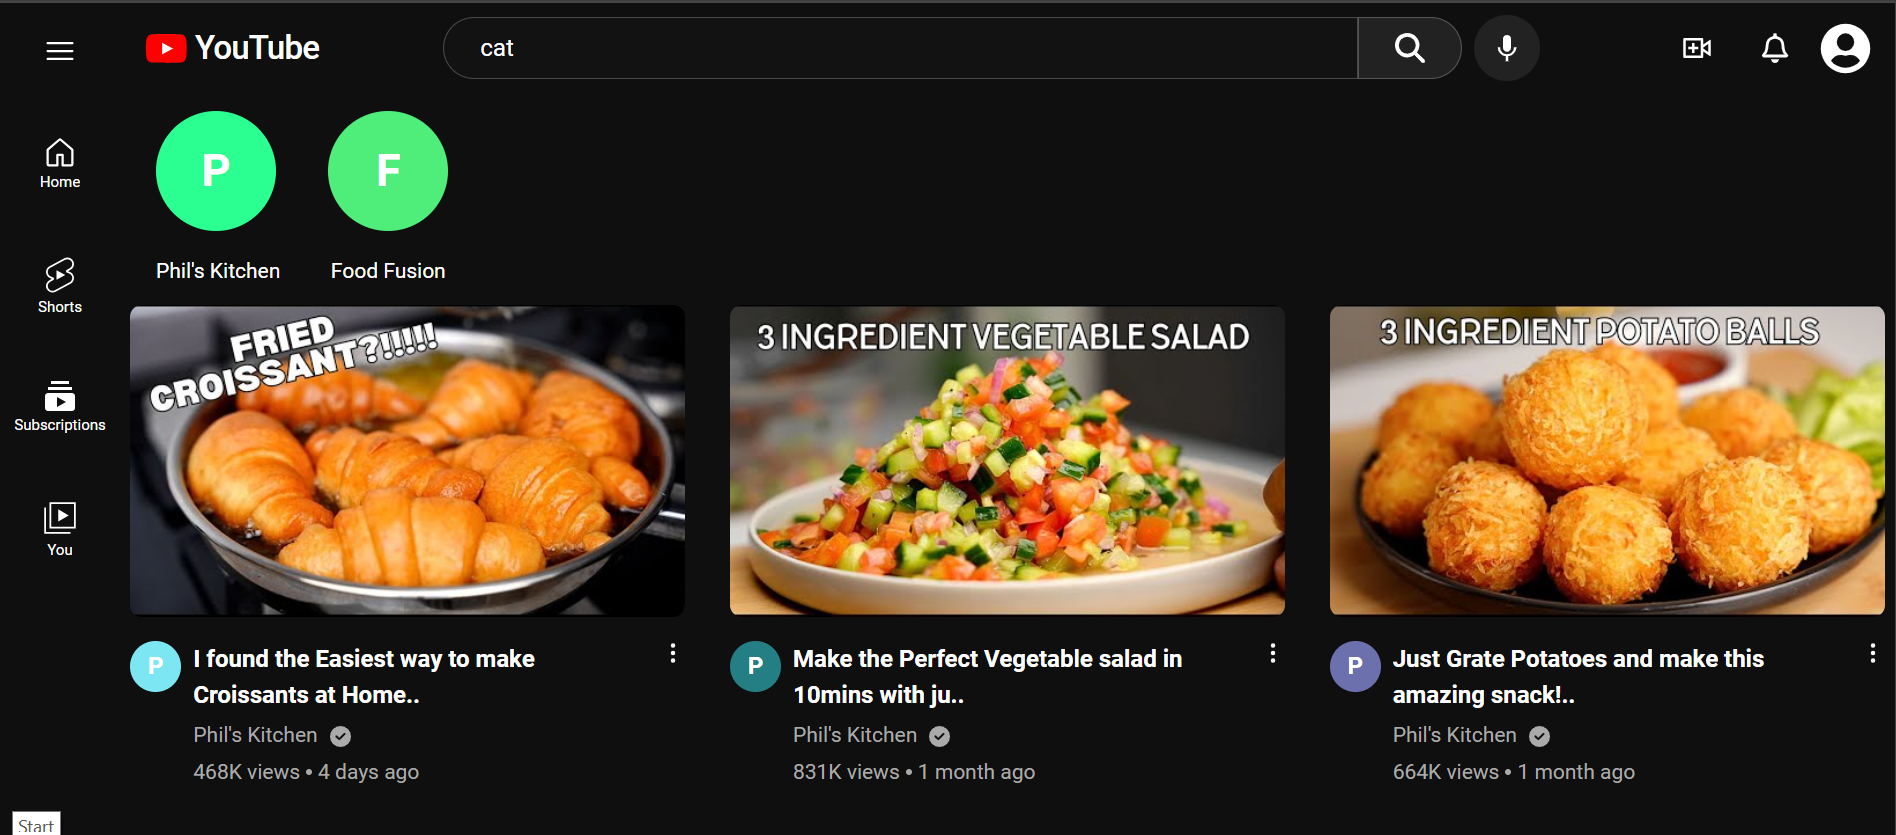 YouTube
cat
P
F
Phil's Kitchen
Food Fusion
Home
Shorts
Subscriptions
You
FRIED
CROISSANT?!!!!!
3 INGREDIENT VEGETABLE SALAD
3 INGREDIENT POTATO BALLS
P
I found the Easiest way to make
Croissants at Home..
Phil's Kitchen
468K views • 4 days ago
P
Make the Perfect Vegetable salad in
10mins with ju..
Phil's Kitchen
831K views • 1 month ago
P
Just Grate Potatoes and make this
amazing snack!..
Phil's Kitchen
664K views • 1 month ago
Start